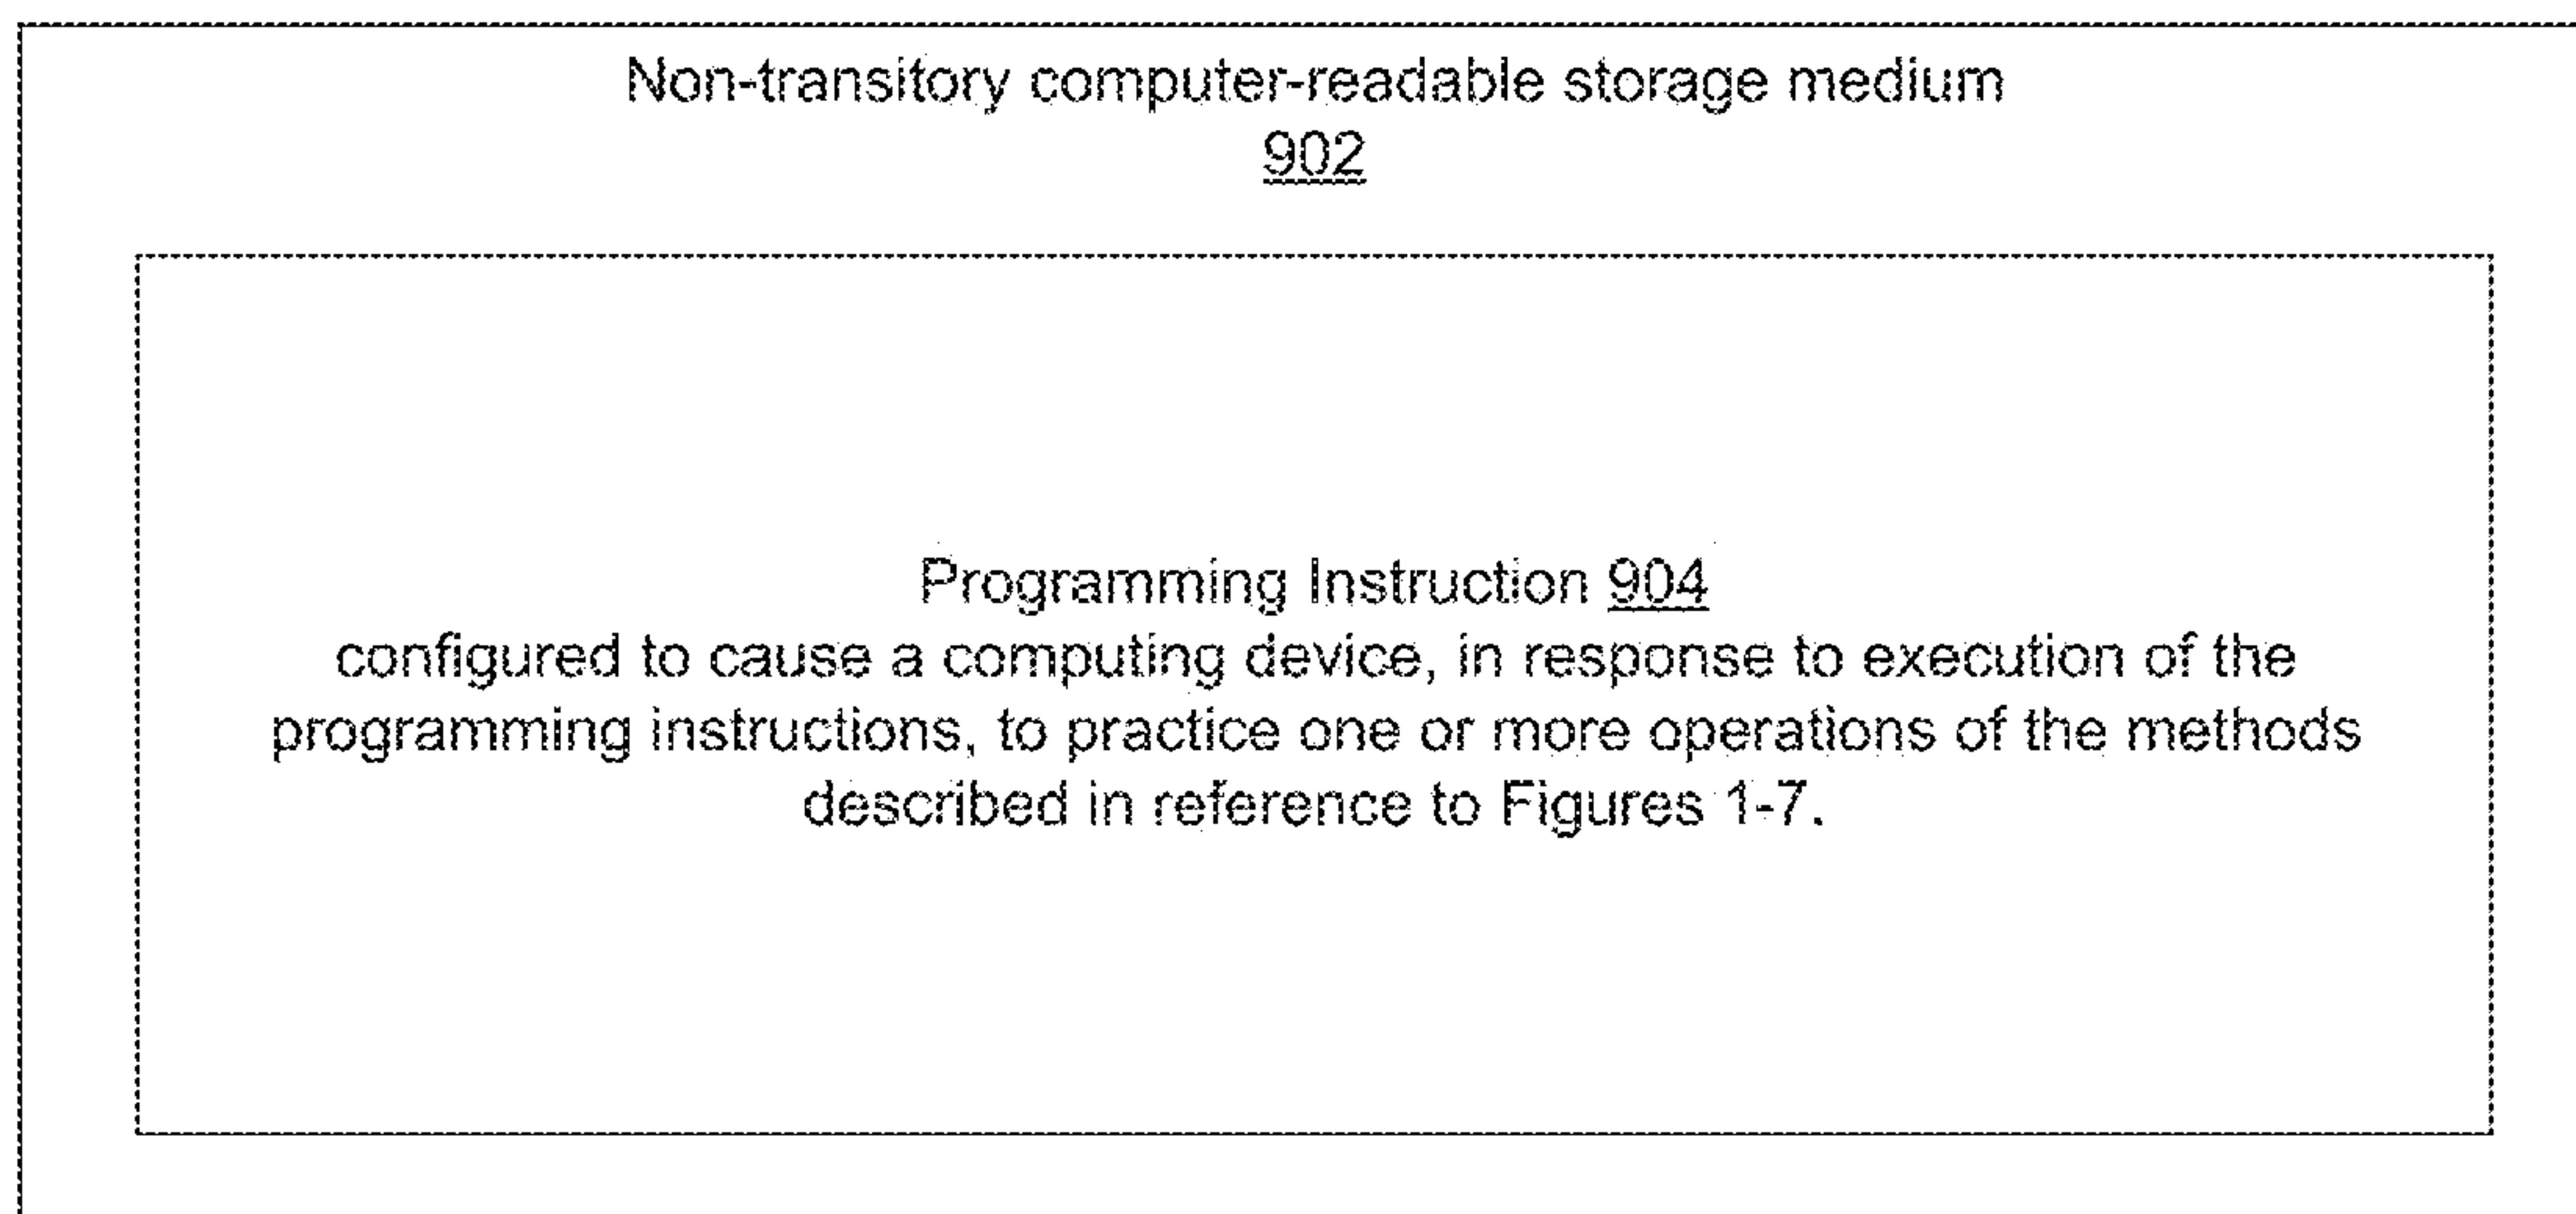 Non-transitory computer-readable storage medium
902
Programming Instruction 904
configured to cause a computing device, in response to execution of the
programming instructions, to practice one or more operations of the methods
described in reference to Figures 1-7.